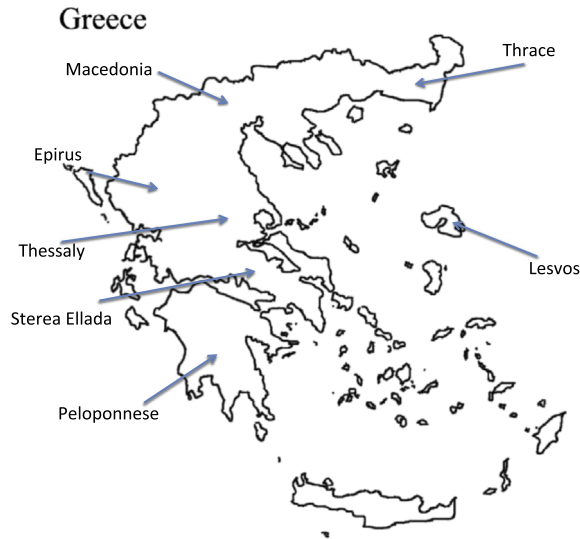 Greece
Thrace
Macedonia
Epirus
Thessaly
Lesvos
Sterea Ellada
Peloponnese